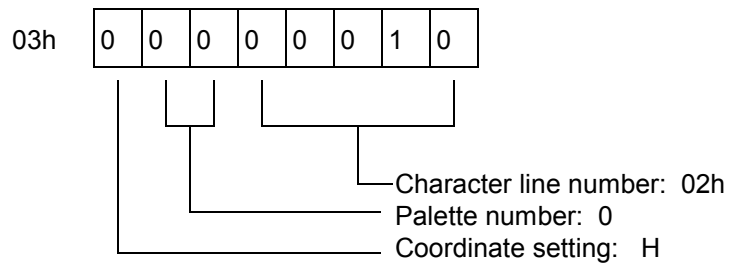 03h 0 0 0 0 0 0 1 0
Character line number: 02h
Palette number: 0
Coordinate setting: H